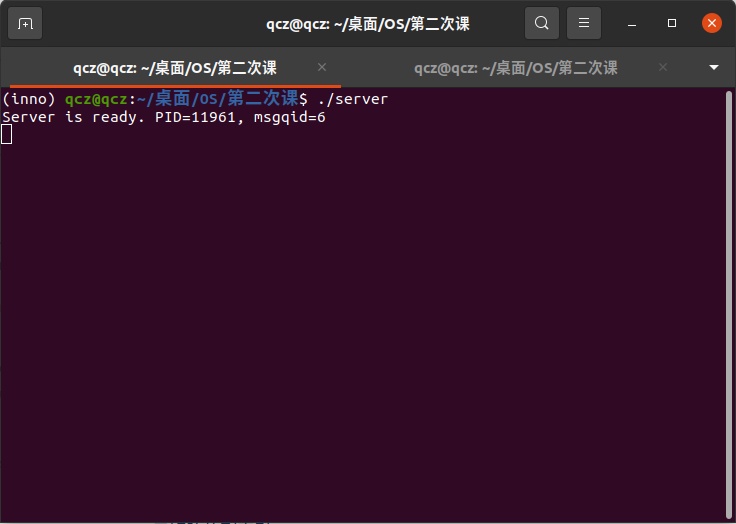 qcz@qcz: ~/桌面/OS/第二次课
qcz@qcz: ~/桌面/OS/第二次课
qcz@qcz: ~/桌面/OS/第二次课
(inno) qcz@qcz:~/桌面/OS/第二次课$ ./server
Server is ready. PID=11961, msgqid=6